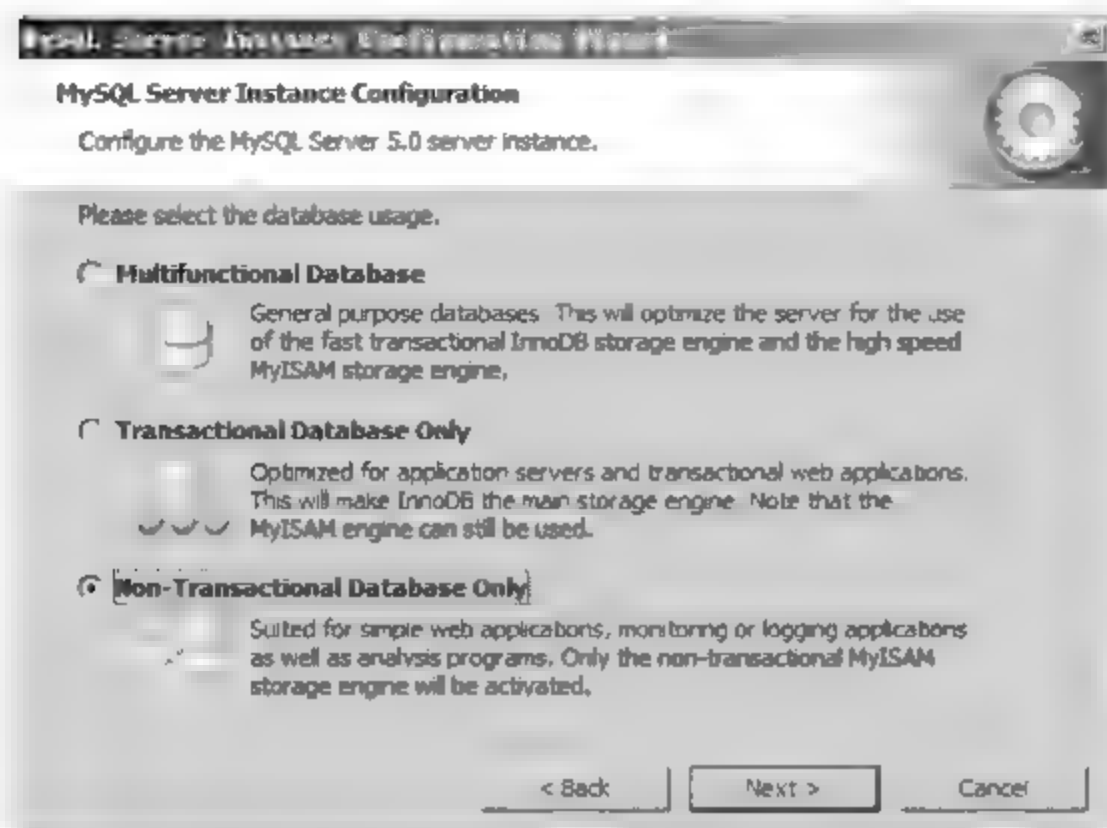 MySQL Server Instance Configuration Wizard
MySQL Server Instance Configuration
Configure the MySQL Server 5.0 server instance.
Please select the database usage.
Multifunctional Database
General purpose databases. This will optimize the server for the use
of the fast transactional InnoDB storage engine and the high speed
MyISAM storage engine.
Transactional Database Only
Optimized for application servers and transactional web applications.
This will make InnoDB the main storage engine. Note that the
MyISAM engine can still be used.
Non-Transactional Database Only
Suited for simple web applications, monitoring or logging applications
as well as analysis programs. Only the non-transactional MyISAM
storage engine will be activated.
< Back
Next >
Cancel